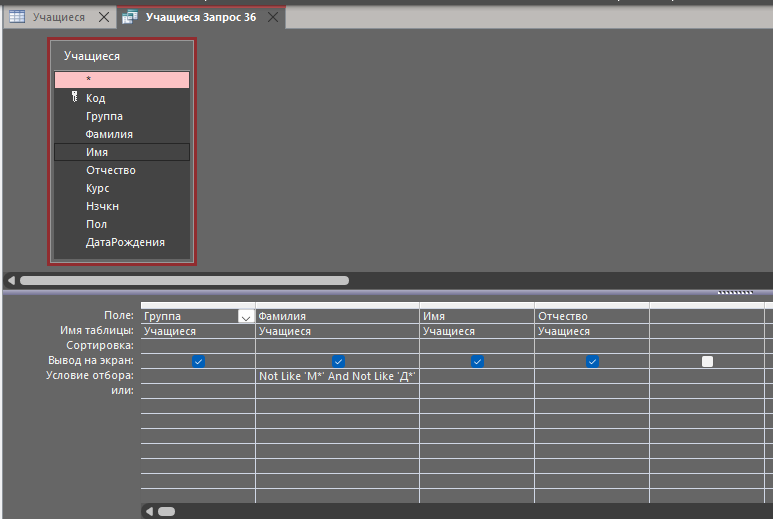 Учащиеся
Учащиеся Запрос 36
Учащиеся
*
Код
Группа
Фамилия
Имя
Отчество
Курс
Нзчкн
Пол
ДатаРождения
Поле: Группа Фамилия Имя Отчество
Имя таблицы: Учащиеся Учащиеся Учащиеся Учащиеся
Сортировка:
Вывод на экран:
Условие отбора: Not Like 'М*' And Not Like 'Д*'
или: